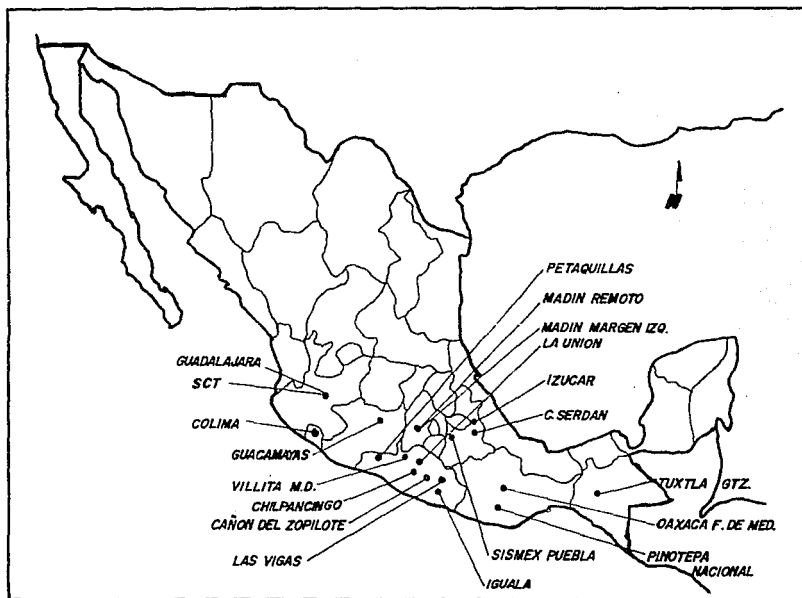 N
PETAQUILLAS
MADIN REMOTO
MADIN MARGEN IZQ.
LA UNION
GUADALAJARA
SCT
IZUCAR
COLIMA
C. SERDAN
GUACAMAYAS
VILLITA M.D.
CHILPANCINGO
CAÑON DEL ZOPILOTE
TUXTLA GTZ.
OAXACA F. DE MED.
LAS VIGAS
SISMEX PUEBLA
PINOTEPA
NACIONAL
IGUALA